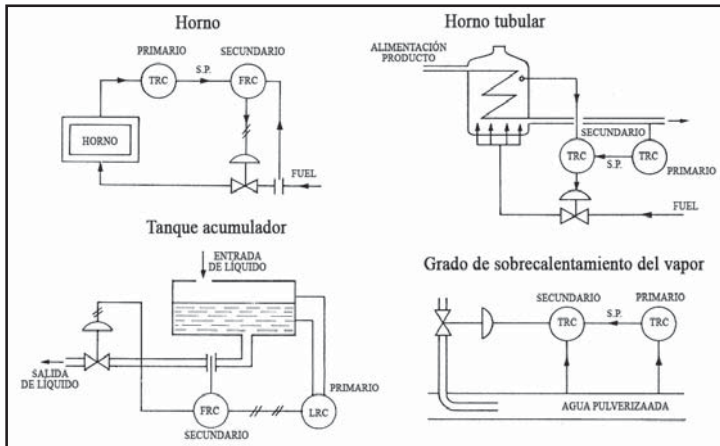 Horno
PRIMARIO
SECUNDARIO
TRC
S.P.
FRC
HORNO
FUEL
Horno tubular
ALIMENTACIÓN
PRODUCTO
SECUNDARIO
TRC
S.P.
TRC
PRIMARIO
FUEL
Tanque acumulador
ENTRADA
DE LÍQUIDO
SALIDA
DE LÍQUIDO
PRIMARIO
FRC
LRC
SECUNDARIO
Grado de sobrecalentamiento del vapor
SECUNDARIO
PRIMARIO
TRC
S.P.
TRC
AGUA PULVERIZAADA